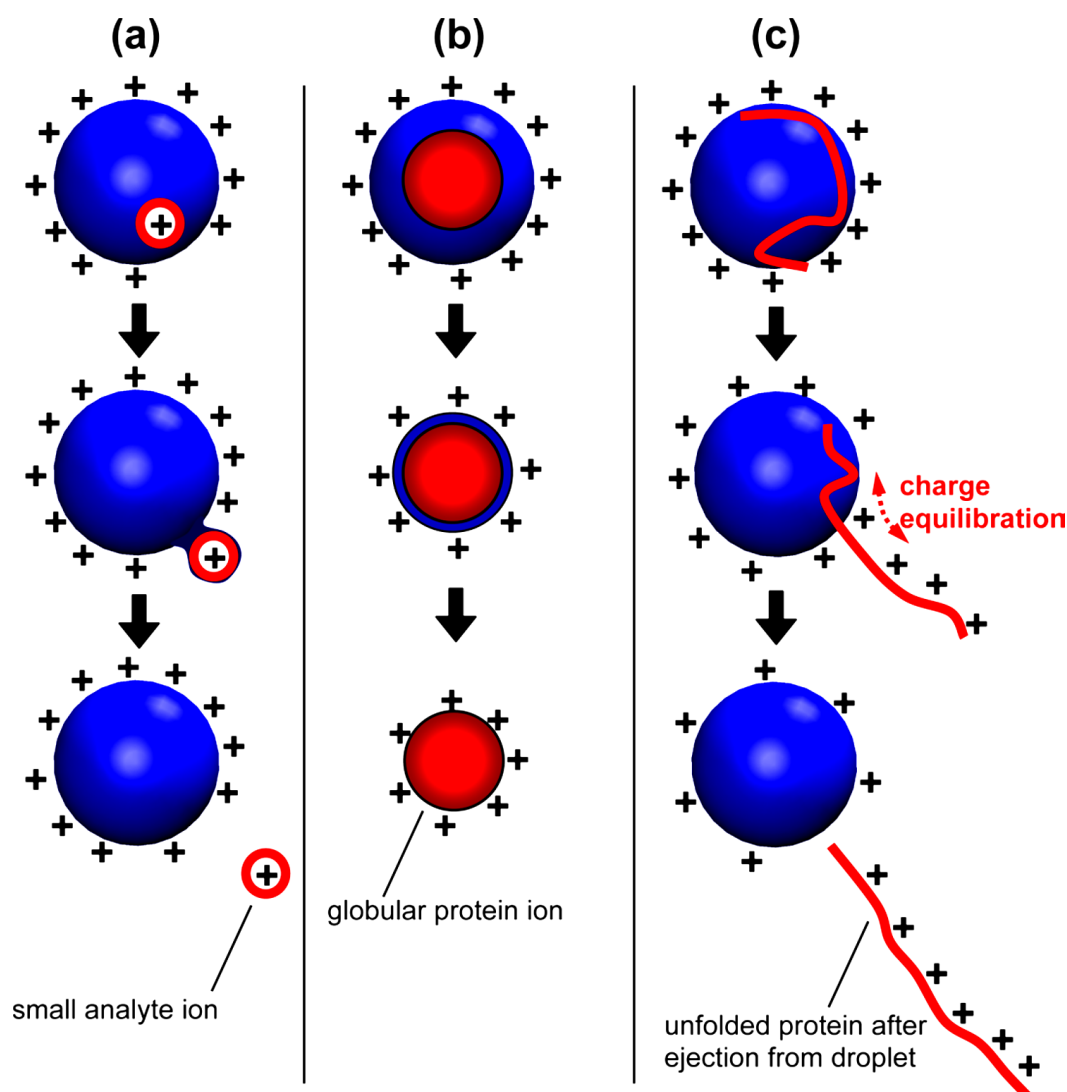 (a)
(b)
(c)
charge
equilibration
globular protein ion
small analyte ion
unfolded protein after
ejection from droplet